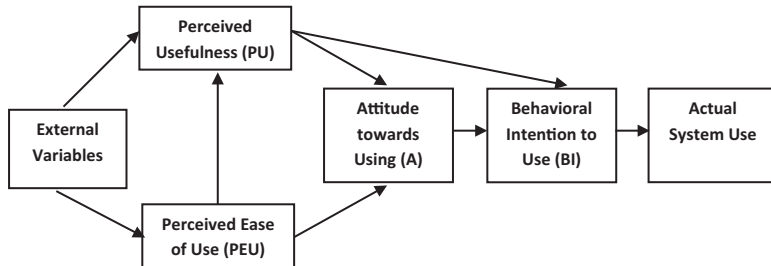 Perceived
Usefulness (PU)
External
Variables
Perceived Ease
of Use (PEU)
Attitude
towards
Using (A)
Behavioral
Intention to
Use (BI)
Actual
System Use